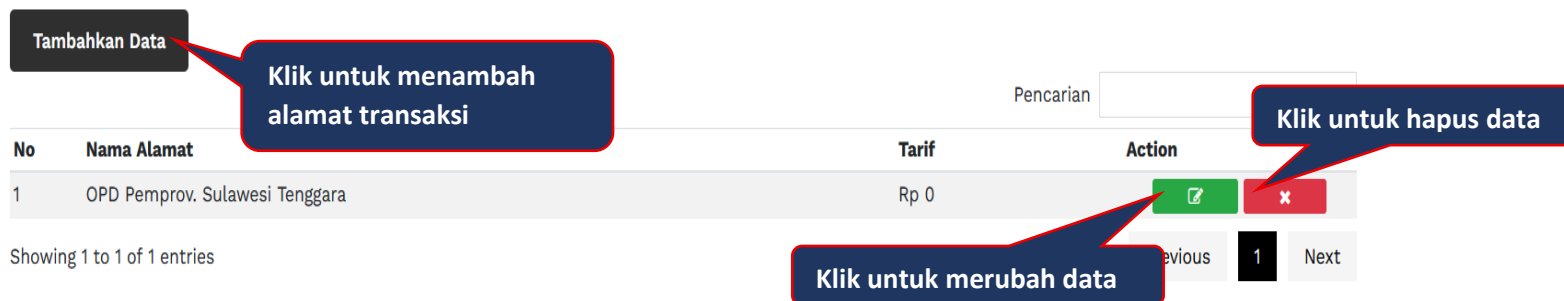 Tambahkan Data
Klik untuk menambah
alamat transaksi
Pencarian
Klik untuk hapus data
No Nama Alamat Tarif Action
1 OPD Pemprov. Sulawesi Tenggara Rp 0
Showing 1 to 1 of 1 entries
Klik untuk merubah data
evious 1 Next